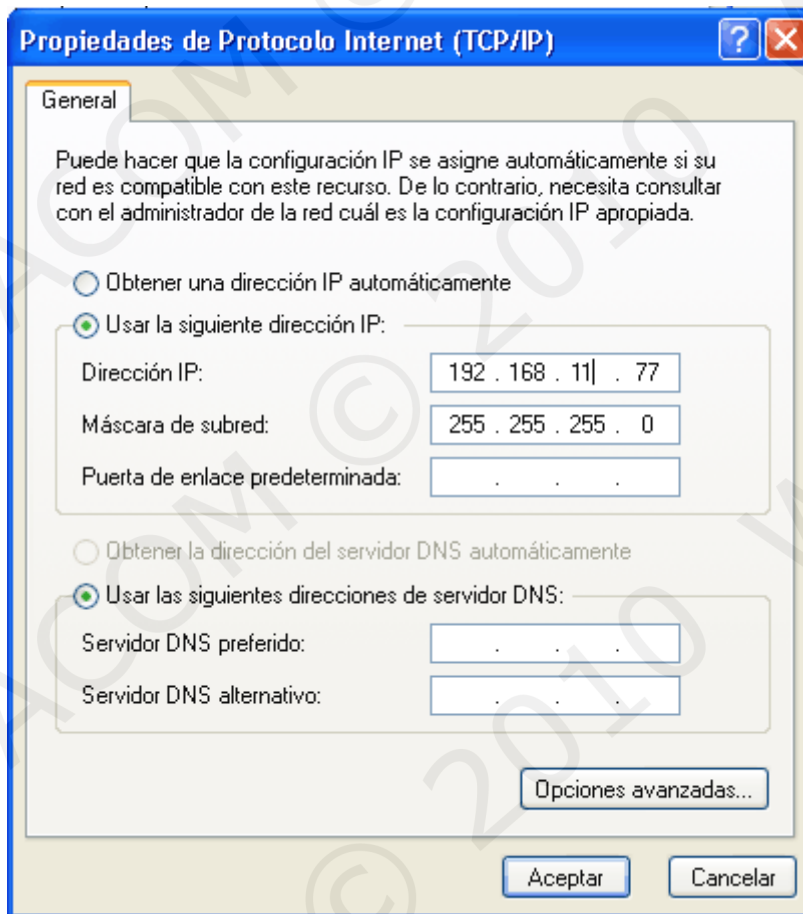 Propiedades de Protocolo Internet (TCP/IP)
General
Puede hacer que la configuración IP se asigne automáticamente si su
red es compatible con este recurso. De lo contrario, necesita consultar
con el administrador de la red cuál es la configuración IP apropiada.
Obtener una dirección IP automáticamente
Usar la siguiente dirección IP:
Dirección IP: 192 . 168 . 11 . 77
Máscara de subred: 255 . 255 . 255 . 0
Puerta de enlace predeterminada: . . .
Obtener la dirección del servidor DNS automáticamente
Usar las siguientes direcciones de servidor DNS:
Servidor DNS preferido: . . .
Servidor DNS alternativo: . . .
Opciones avanzadas...
Aceptar Cancelar
ACOM © 2010 W
ACOM © 2010 W